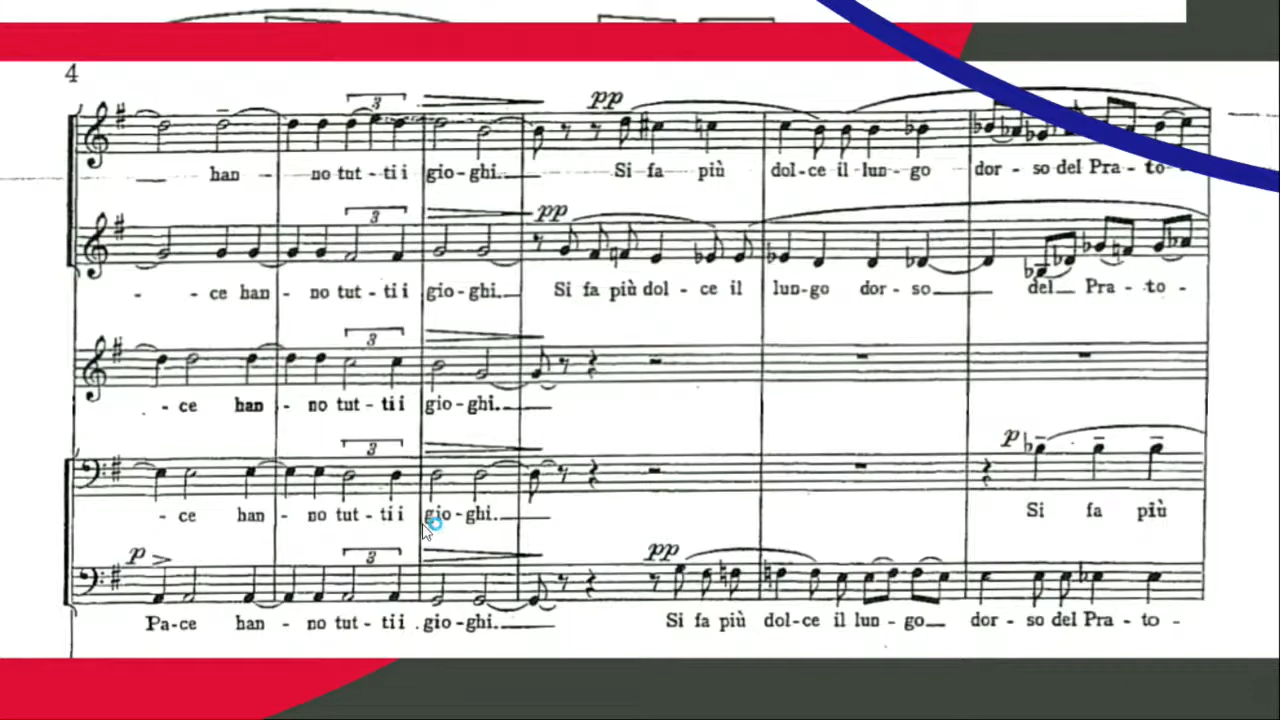 4
3
pp
han - no tut - ti i gio - ghi. Si fa più dol - ce il lun - go dor - so del Pra - to -
3
pp
- - ce han - no tut - ti i gio - ghi. Si fa più dol - ce il lun - go dor - so del Pra - to -
3
- ce han - no tut - ti i gio - ghi.
3
p
- ce han - no tut - ti i gio - ghi. Si fa più
p
3
pp
Pa - ce han - no tut - ti i gio - ghi. Si fa più dol - ce il lun - go dor - so del Pra - to -